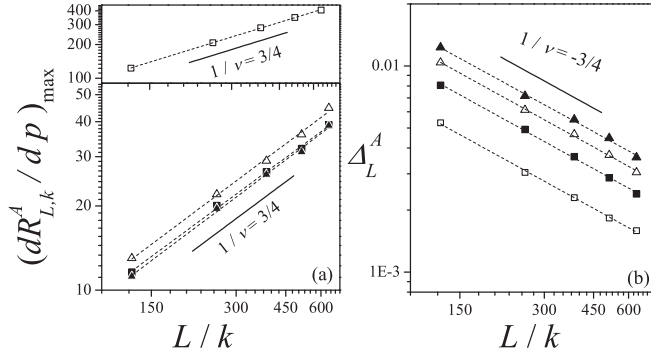 400
300
200
100
1 / ν = 3/4
(dR^A_{L,k} / dp)_max
40
30
20
10
1 / ν = 3/4
(a)
150
300
450
600
L / k
0.01
1E-3
Δ^A_L
1 / ν = -3/4
(b)
150
300
450
600
L / k